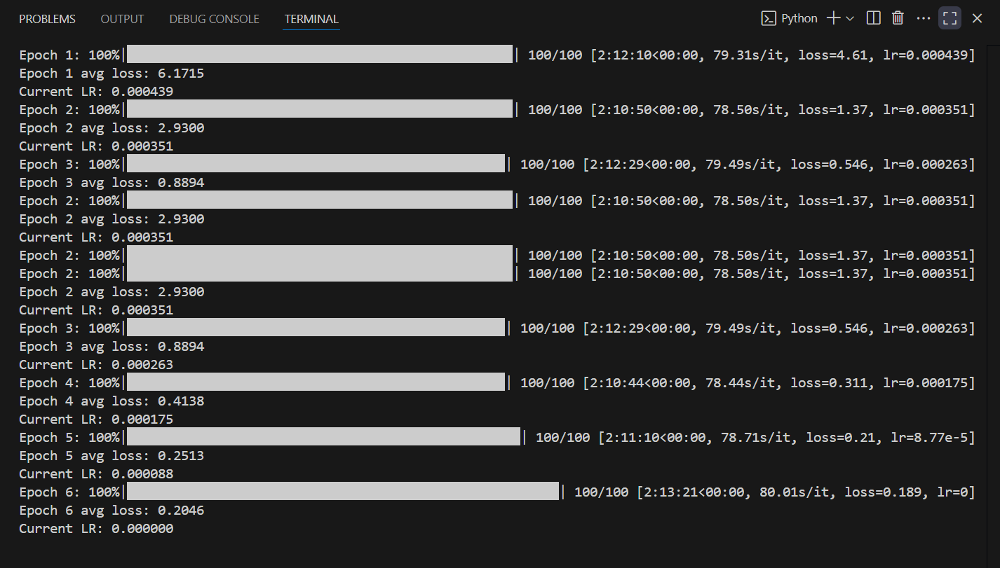 PROBLEMS OUTPUT DEBUG CONSOLE TERMINAL Python
Epoch 1: 100%| | 100/100 [2:12:10<00:00, 79.31s/it, loss=4.61, lr=0.000439]
Epoch 1 avg loss: 6.1715
Current LR: 0.000439
Epoch 2: 100%| | 100/100 [2:10:50<00:00, 78.50s/it, loss=1.37, lr=0.000351]
Epoch 2 avg loss: 2.9300
Current LR: 0.000351
Epoch 3: 100%| | 100/100 [2:12:29<00:00, 79.49s/it, loss=0.546, lr=0.000263]
Epoch 3 avg loss: 0.8894
Epoch 2: 100%| | 100/100 [2:10:50<00:00, 78.50s/it, loss=1.37, lr=0.000351]
Epoch 2 avg loss: 2.9300
Current LR: 0.000351
Epoch 2: 100%| | 100/100 [2:10:50<00:00, 78.50s/it, loss=1.37, lr=0.000351]
Epoch 2: 100%| | 100/100 [2:10:50<00:00, 78.50s/it, loss=1.37, lr=0.000351]
Epoch 2 avg loss: 2.9300
Current LR: 0.000351
Epoch 3: 100%| | 100/100 [2:12:29<00:00, 79.49s/it, loss=0.546, lr=0.000263]
Epoch 3 avg loss: 0.8894
Current LR: 0.000263
Epoch 4: 100%| | 100/100 [2:10:44<00:00, 78.44s/it, loss=0.311, lr=0.000175]
Epoch 4 avg loss: 0.4138
Current LR: 0.000175
Epoch 5: 100%| | 100/100 [2:11:10<00:00, 78.71s/it, loss=0.21, lr=8.77e-5]
Epoch 5 avg loss: 0.2513
Current LR: 0.000088
Epoch 6: 100%| | 100/100 [2:13:21<00:00, 80.01s/it, loss=0.189, lr=0]
Epoch 6 avg loss: 0.2046
Current LR: 0.000000